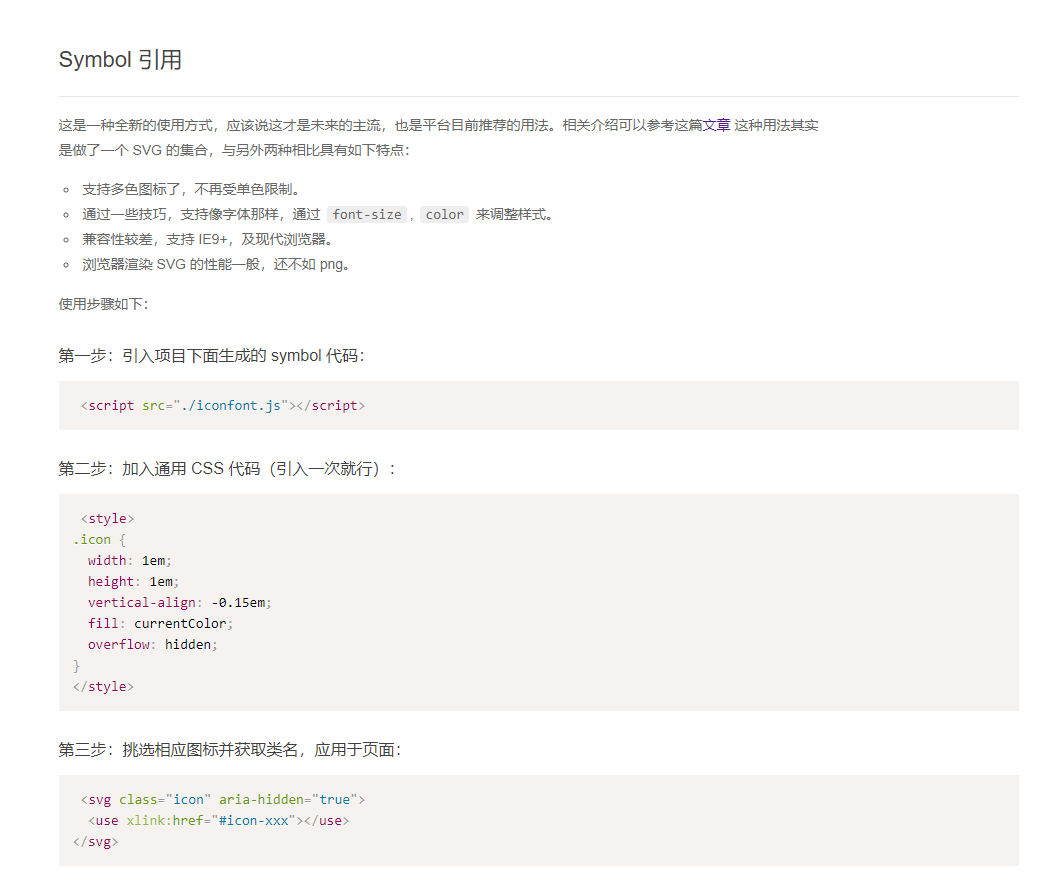 Symbol 引用
这是一种全新的使用方式，应该说这才是未来的主流，也是平台目前推荐的用法。相关介绍可以参考这篇文章 这种用法其实
是做了一个 SVG 的集合，与另外两种相比具有如下特点：
支持多色图标了，不再受单色限制。
通过一些技巧，支持像字体那样，通过 font-size , color 来调整样式。
兼容性较差，支持 IE9+，及现代浏览器。
浏览器渲染 SVG 的性能一般，还不如 png。
使用步骤如下：
第一步：引入项目下面生成的 symbol 代码：
<script src="./iconfont.js"></script>
第二步：加入通用 CSS 代码（引入一次就行）：
<style>
.icon {
  width: 1em;
  height: 1em;
  vertical-align: -0.15em;
  fill: currentColor;
  overflow: hidden;
}
</style>
第三步：挑选相应图标并获取类名，应用于页面：
<svg class="icon" aria-hidden="true">
  <use xlink:href="#icon-xxx"></use>
</svg>